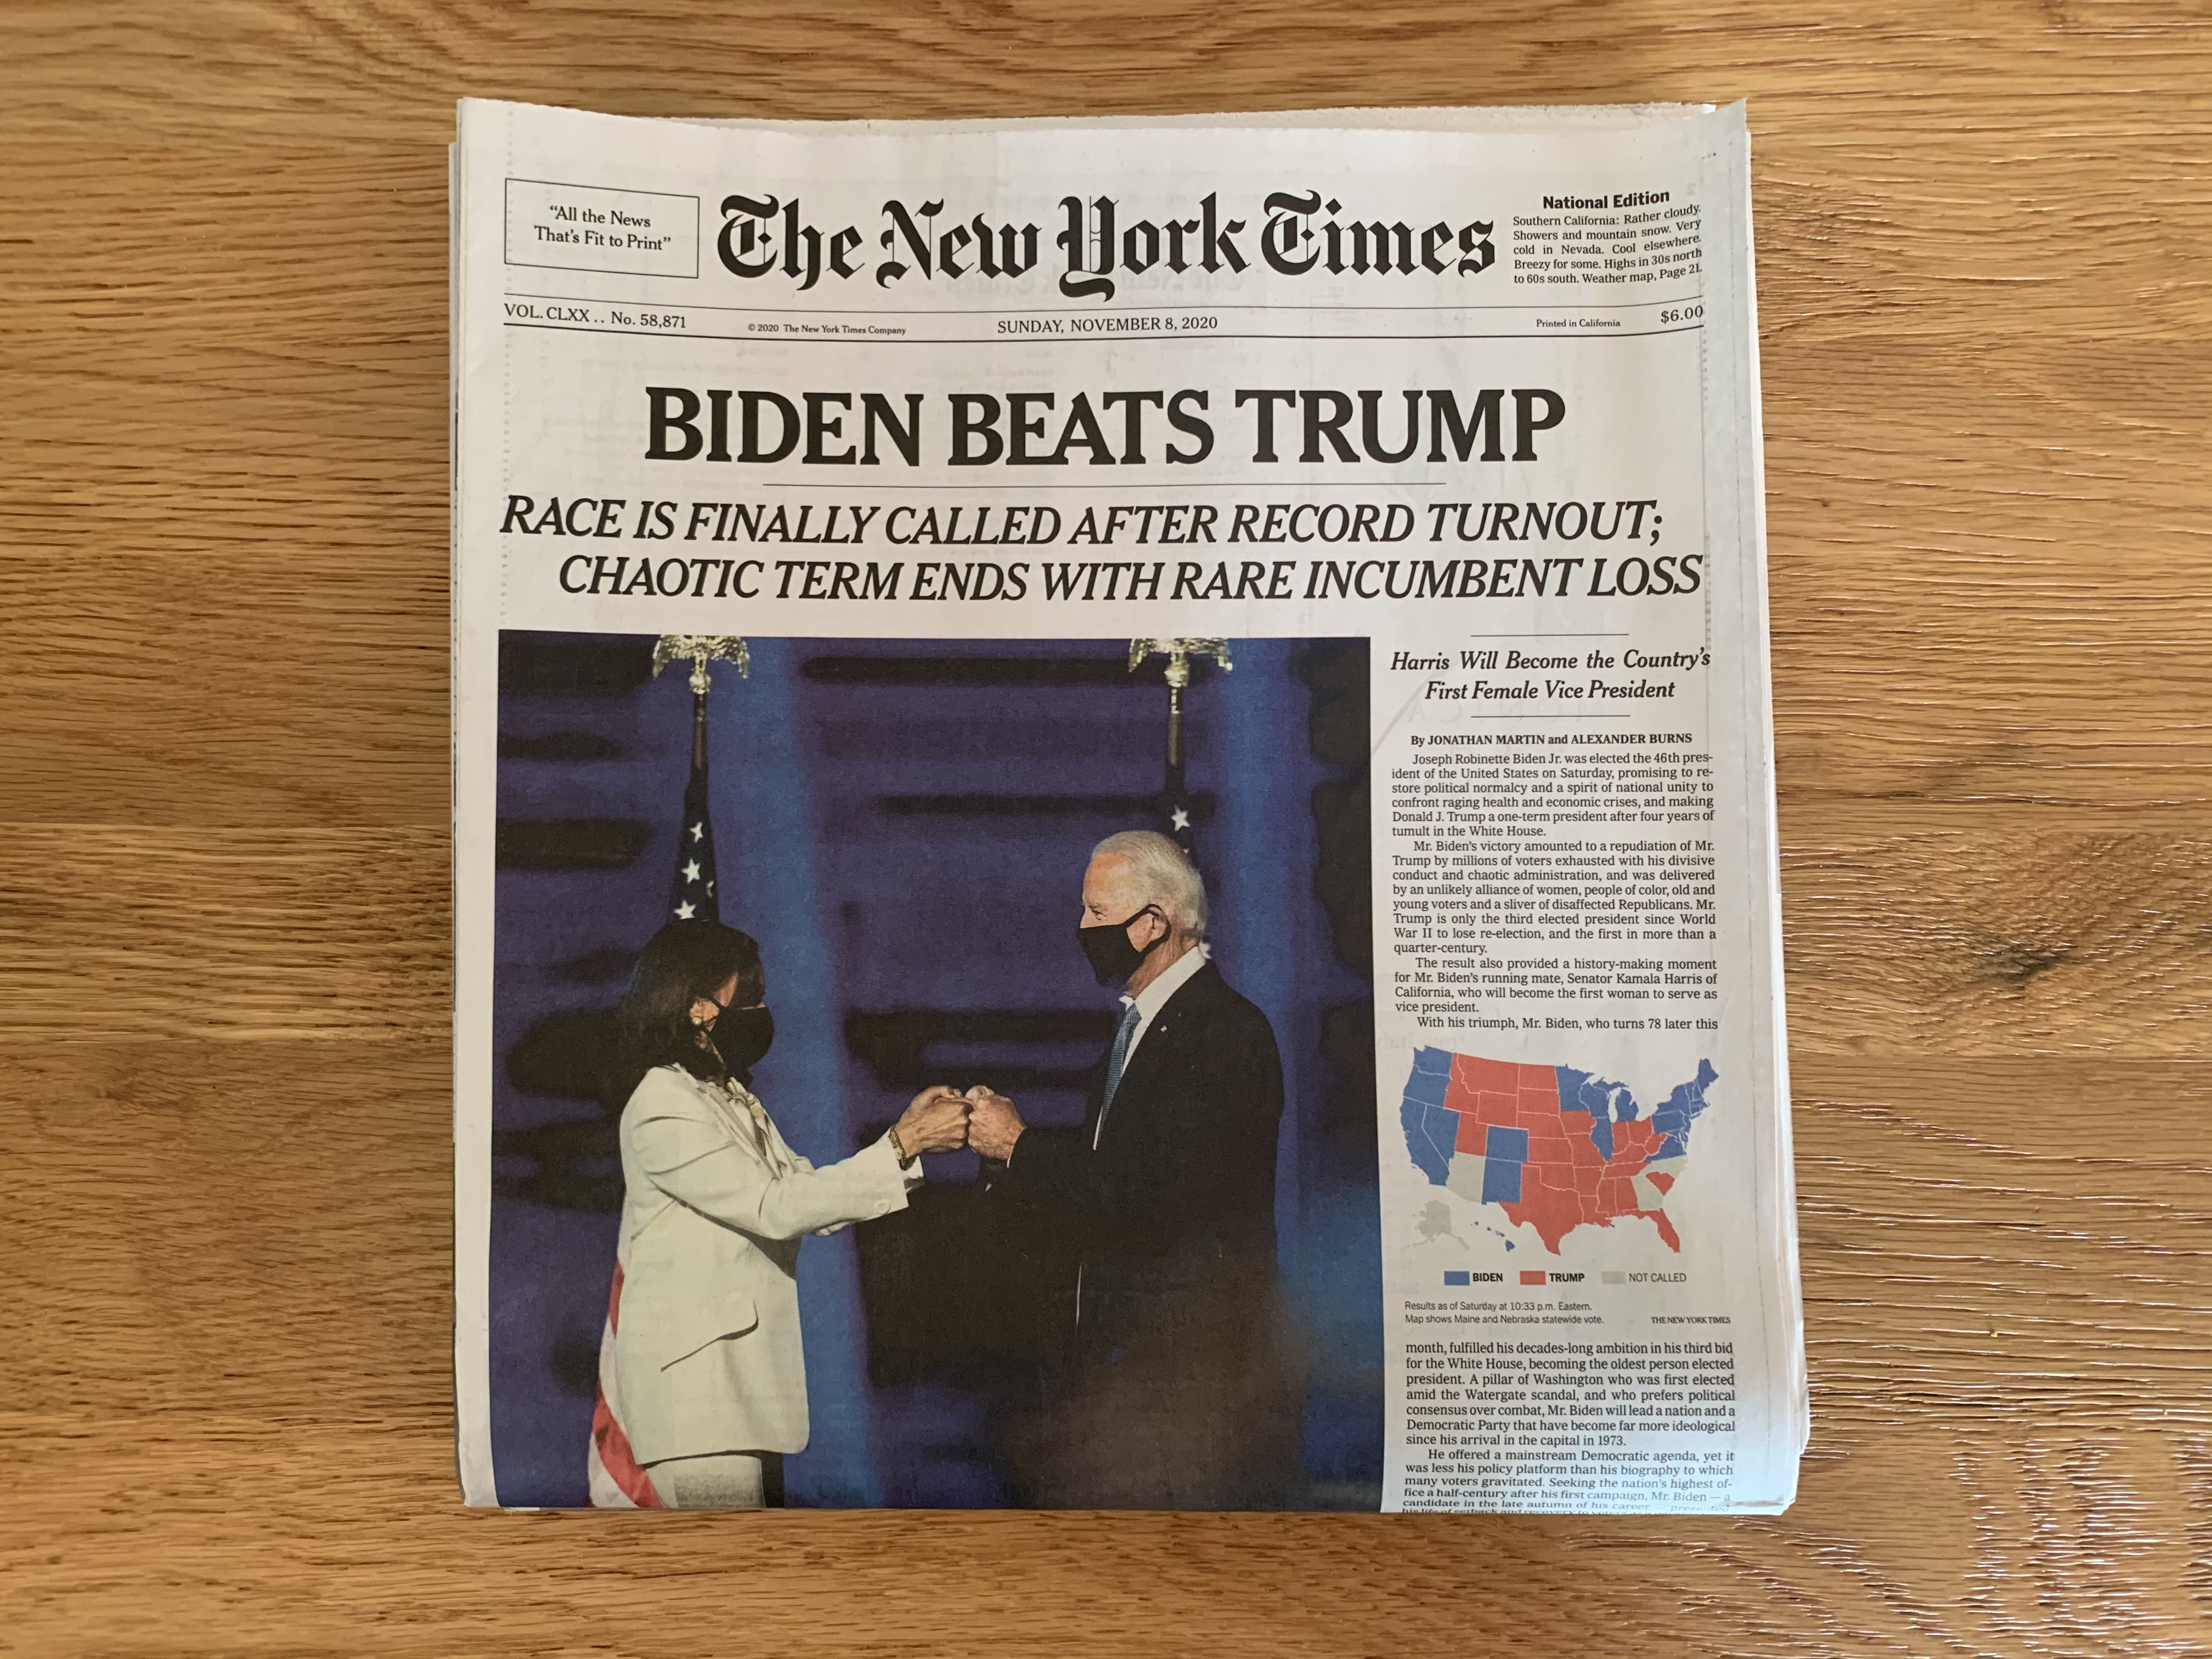 “All the News
That’s Fit to Print”
The New York Times
National Edition
Southern California: Rather cloudy.
Showers and mountain snow. Very
cold in Nevada. Cool elsewhere.
Breezy for some. Highs in 30s north
to 60s south. Weather map, Page 21.
VOL. CLXX . . No. 58,871
© 2020 The New York Times Company
SUNDAY, NOVEMBER 8, 2020
Printed in California
$6.00
BIDEN BEATS TRUMP
RACE IS FINALLY CALLED AFTER RECORD TURNOUT;
CHAOTIC TERM ENDS WITH RARE INCUMBENT LOSS
Harris Will Become the Country’s
First Female Vice President
By JONATHAN MARTIN and ALEXANDER BURNS
Joseph Robinette Biden Jr. was elected the 46th pres-
ident of the United States on Saturday, promising to re-
store political normalcy and a spirit of national unity to
confront raging health and economic crises, and making
Donald J. Trump a one-term president after four years of
tumult in the White House.
Mr. Biden’s victory amounted to a repudiation of Mr.
Trump by millions of voters exhausted with his divisive
conduct and chaotic administration, and was delivered
by an unlikely alliance of women, people of color, old and
young voters and a sliver of disaffected Republicans. Mr.
Trump is only the third elected president since World
War II to lose re-election, and the first in more than a
quarter-century.
The result also provided a history-making moment
for Mr. Biden’s running mate, Senator Kamala Harris of
California, who will become the first woman to serve as
vice president.
With his triumph, Mr. Biden, who turns 78 later this
BIDEN
TRUMP
NOT CALLED
Results as of Saturday at 10:33 p.m. Eastern.
Map shows Maine and Nebraska statewide vote.
THE NEW YORK TIMES
month, fulfilled his decades-long ambition in his third bid
for the White House, becoming the oldest person elected
president. A pillar of Washington who was first elected
amid the Watergate scandal, and who prefers political
consensus over combat, Mr. Biden will lead a nation and a
Democratic Party that have become far more ideological
since his arrival in the capital in 1973.
He offered a mainstream Democratic agenda, yet it
was less his policy platform than his biography to which
many voters gravitated. Seeking the nation’s highest of-
fice a half-century after his first campaign, Mr. Biden — a
candidate in the late autumn of his career